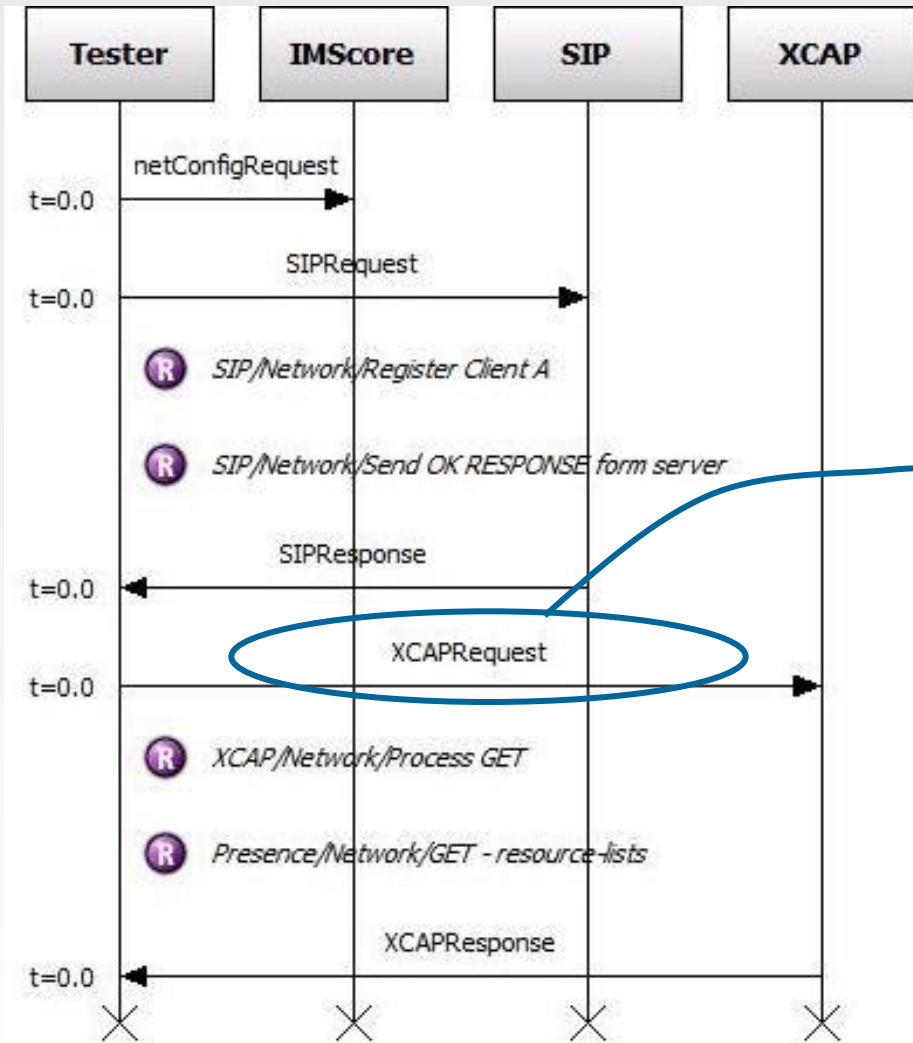 Tester IMScore SIP XCAP
netConfigRequest
t=0.0
SIPRequest
t=0.0
R SIP/Network/Register Client A
R SIP/Network/Send OK RESPONSE form server
SIPResponse
t=0.0
XCAPRequest
t=0.0
R XCAP/Network/Process GET
R Presence/Network/GET - resource-lists
XCAPResponse
t=0.0